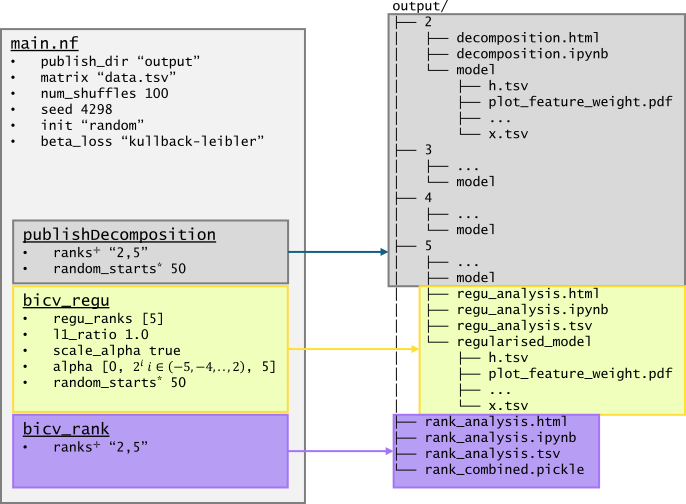 main.nf
• publish_dir “output”
• matrix “data.tsv”
• num_shuffles 100
• seed 4298
• init “random”
• beta_loss “kullback-leibler”
publishDecomposition
• ranks⁺ “2,5”
• random_starts* 50
bicv_regu
• regu_ranks [5]
• l1_ratio 1.0
• scale_alpha true
• alpha [0, 2ⁱ i ∈ (−5,−4,..,2), 5]
• random_starts* 50
bicv_rank
• ranks⁺ “2,5”
output/
├── 2
│   ├── decomposition.html
│   ├── decomposition.ipynb
│   └── model
│       ├── h.tsv
│       ├── plot_feature_weight.pdf
│       ├── ...
│       └── x.tsv
├── 3
│   ├── ...
│   └── model
├── 4
│   ├── ...
│   └── model
├── 5
│   ├── ...
│   ├── model
│   ├── regu_analysis.html
│   ├── regu_analysis.ipynb
│   ├── regu_analysis.tsv
│   └── regularised_model
│       ├── h.tsv
│       ├── plot_feature_weight.pdf
│       ├── ...
│       └── x.tsv
├── rank_analysis.html
├── rank_analysis.ipynb
├── rank_analysis.tsv
└── rank_combined.pickle